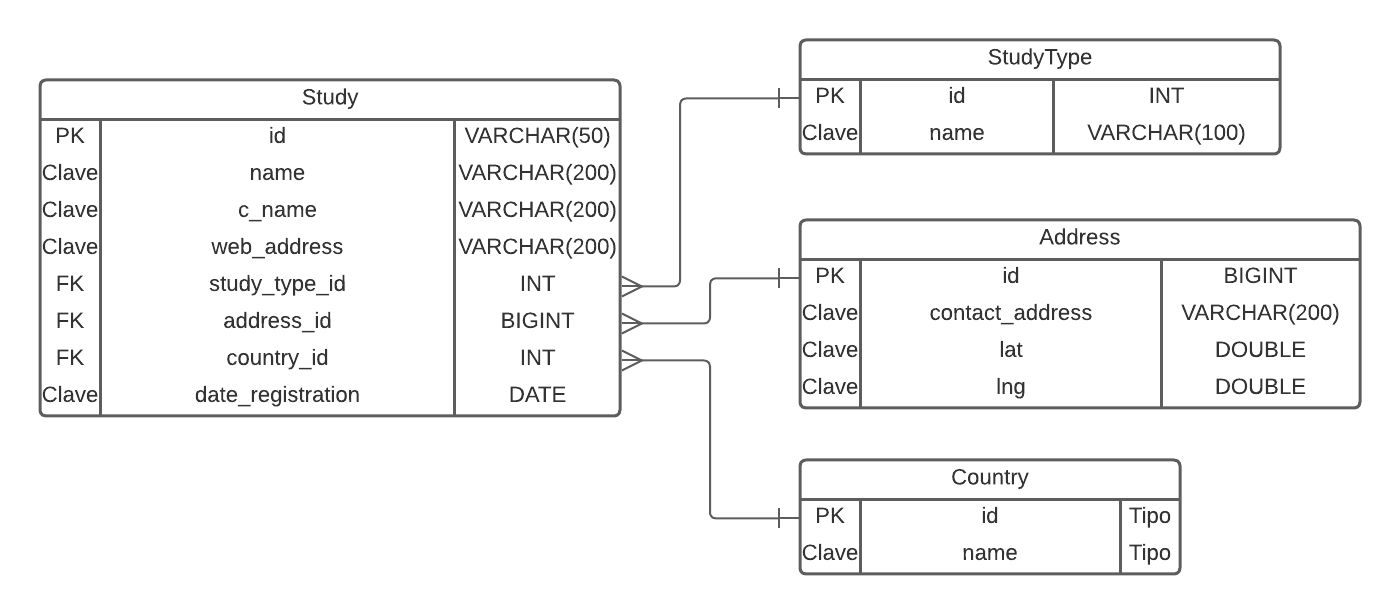 Study
PK id VARCHAR(50)
Clave name VARCHAR(200)
Clave c_name VARCHAR(200)
Clave web_address VARCHAR(200)
FK study_type_id INT
FK address_id BIGINT
FK country_id INT
Clave date_registration DATE
StudyType
PK id INT
Clave name VARCHAR(100)
Address
PK id BIGINT
Clave contact_address VARCHAR(200)
Clave lat DOUBLE
Clave lng DOUBLE
Country
PK id Tipo
Clave name Tipo